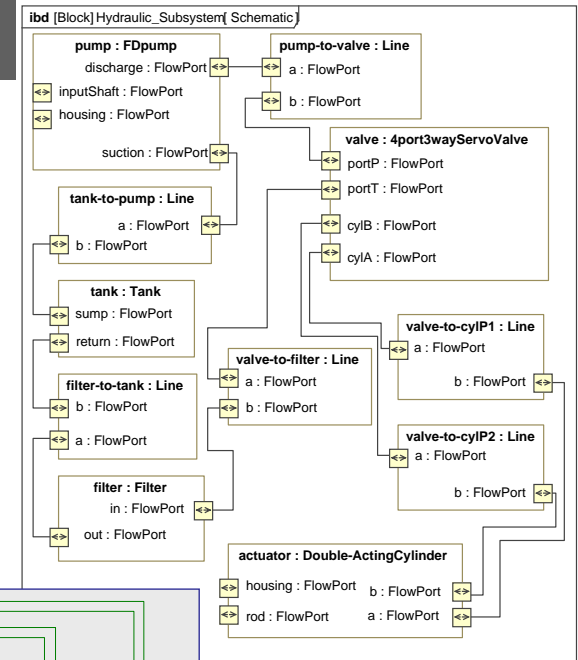 ibd [Block] Hydraulic_Subsystem[ Schematic ]
pump : FDpump
discharge : FlowPort
inputShaft : FlowPort
housing : FlowPort
suction : FlowPort
pump-to-valve : Line
a : FlowPort
b : FlowPort
valve : 4port3wayServoValve
portP : FlowPort
portT : FlowPort
cylB : FlowPort
cylA : FlowPort
tank-to-pump : Line
a : FlowPort
b : FlowPort
tank : Tank
sump : FlowPort
return : FlowPort
valve-to-cylP1 : Line
a : FlowPort
b : FlowPort
valve-to-filter : Line
a : FlowPort
b : FlowPort
filter-to-tank : Line
b : FlowPort
a : FlowPort
valve-to-cylP2 : Line
a : FlowPort
b : FlowPort
filter : Filter
in : FlowPort
out : FlowPort
actuator : Double-ActingCylinder
housing : FlowPort
b : FlowPort
rod : FlowPort
a : FlowPort